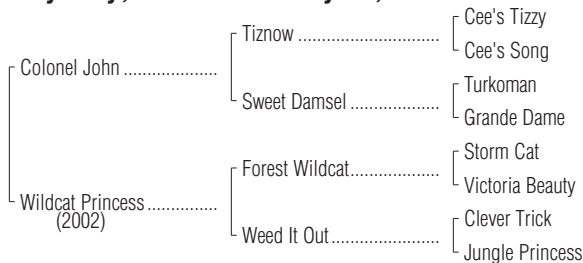 Cee's Tizzy
Tiznow ..............................
Cee's Song
Colonel John ....................
Turkoman
Sweet Damsel ....................
Grande Dame
Storm Cat
Forest Wildcat...................
Victoria Beauty
Wildcat Princess ...............
(2002)
Clever Trick
Weed It Out.......................
Jungle Princess